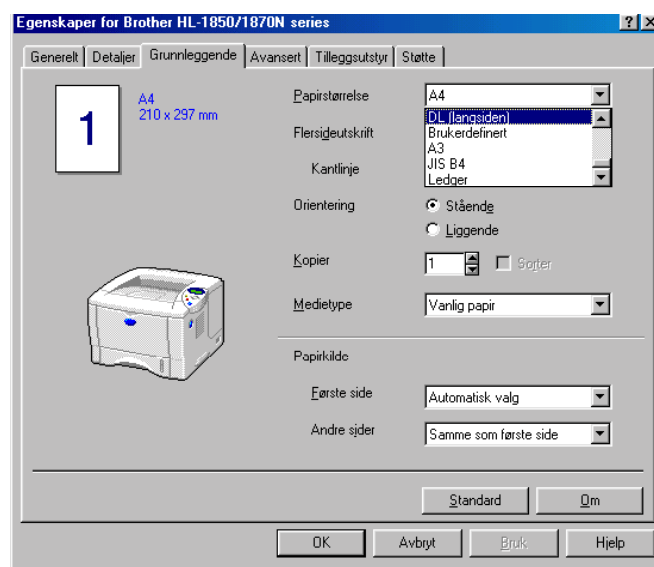 Egenskaper for Brother HL-1850/1870N series
Generelt Detaljer Grunnleggende Avansert Tilleggsutstyr Støtte
1
A4
210 x 297 mm
Papirstørrelse A4
DL (langsiden)
Brukerdefinert
A3
JIS B4
Ledger
Flersideutskrift
Kantlinje
Orientering Stående
Liggende
Kopier 1 Sorter
Medietype Vanlig papir
Papirkilde
Første side Automatisk valg
Andre sider Samme som første side
Standard Om
OK Avbryt Bruk Hjelp